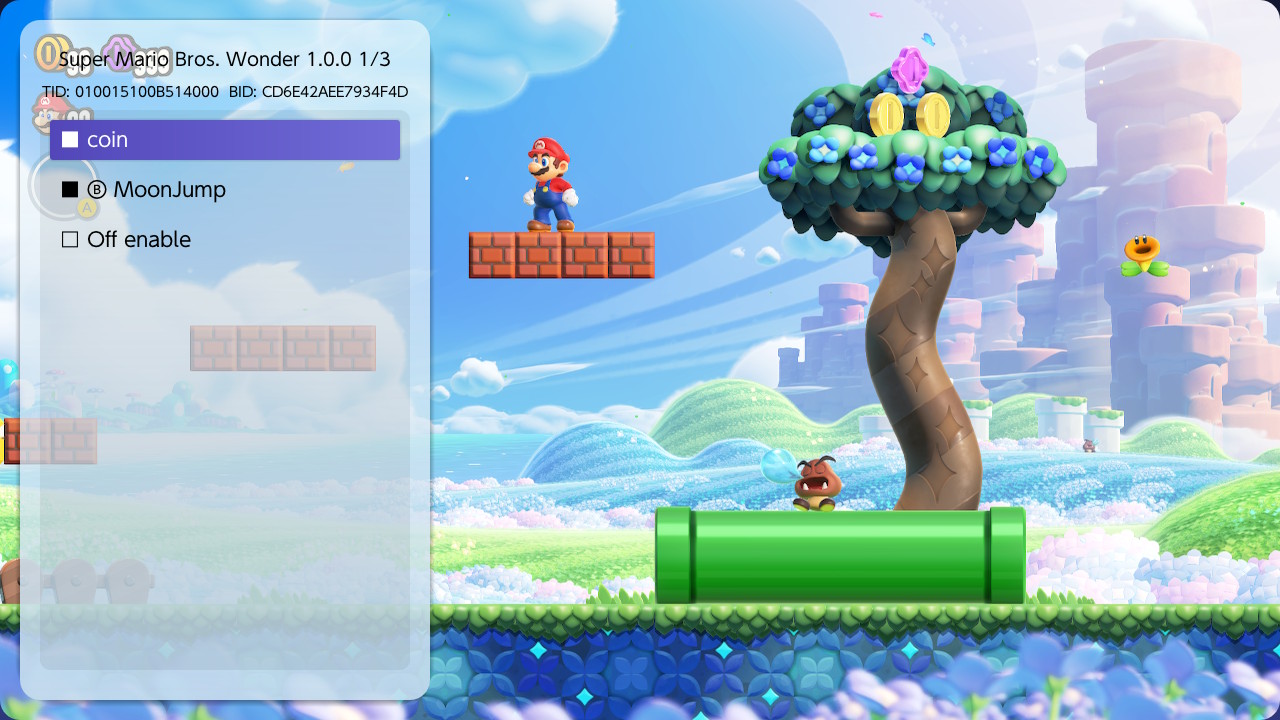 Super Mario Bros. Wonder 1.0.0 1/3
TID: 010015100B514000 BID: CD6E42AEE7934F4D
coin
Ⓑ MoonJump
Off enable
A